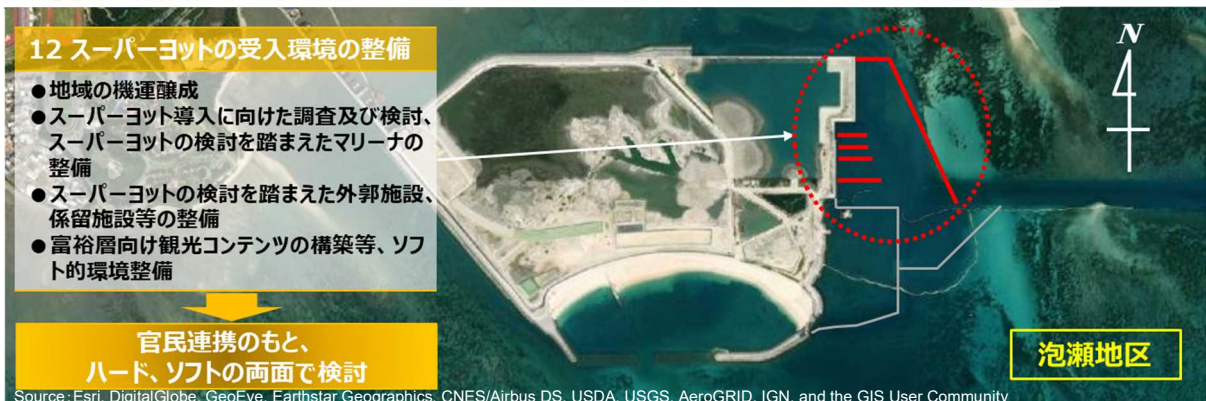 12 スーパーヨットの受入環境の整備
●地域の機運醸成
●スーパーヨット導入に向けた調査及び検討、
スーパーヨットの検討を踏まえたマリーナの
整備
●スーパーヨットの検討を踏まえた外郭施設、
係留施設等の整備
●富裕層向け観光コンテンツの構築等、ソフ
ト的環境整備
官民連携のもと、
ハード、ソフトの両面で検討
N
泡瀬地区
Source：Esri, DigitalGlobe, GeoEye, Earthstar Geographics, CNES/Airbus DS, USDA, USGS, AeroGRID, IGN, and the GIS User Community